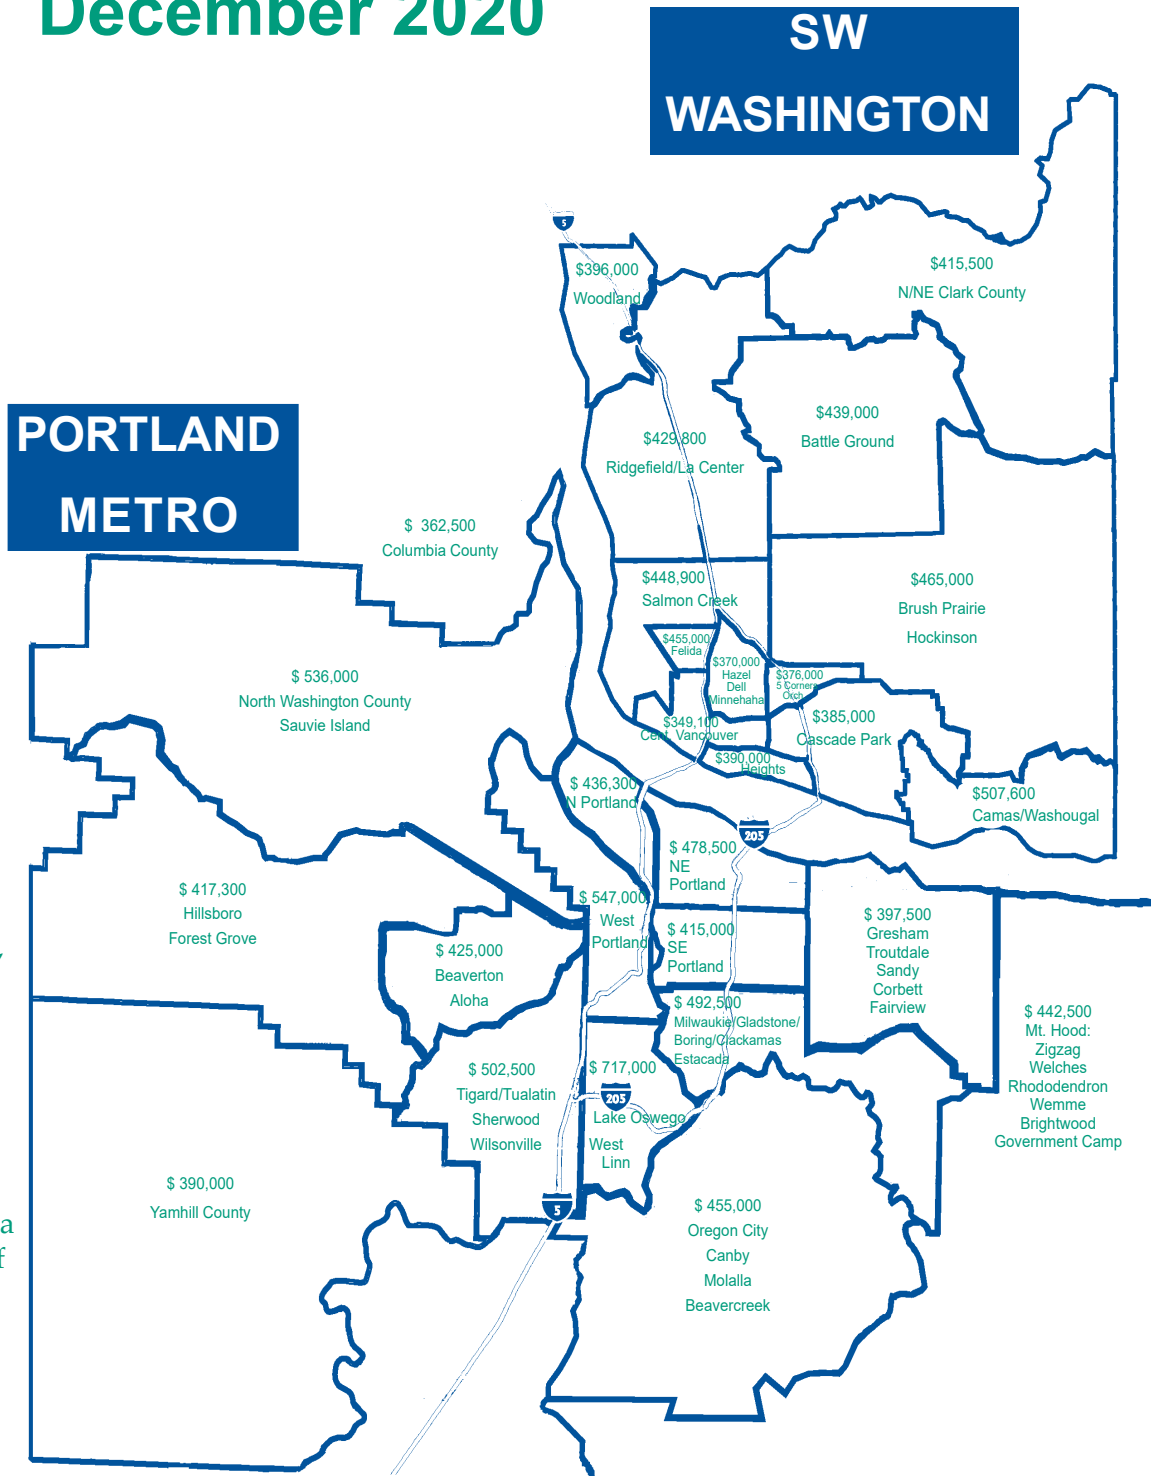 December 2020
SW
WASHINGTON
5
$396,000
Woodland
$415,500
N/NE Clark County
$439,000
Battle Ground
$429,800
Ridgefield/La Center
PORTLAND
METRO
$ 362,500
Columbia County
$448,900
Salmon Creek
$465,000
Brush Prairie
Hockinson
$455,000
Felida
$370,000
Hazel
Dell
Minnehaha
$376,000
5 Corners
Orch
$ 536,000
North Washington County
Sauvie Island
$349,100
Cent. Vancouver
$385,000
Cascade Park
$390,000
Heights
$507,600
Camas/Washougal
$ 436,300
N Portland
205
$ 478,500
NE
Portland
$ 417,300
Hillsboro
Forest Grove
$ 547,000
West
Portland
$ 415,000
SE
Portland
$ 397,500
Gresham
Troutdale
Sandy
Corbett
Fairview
$ 425,000
Beaverton
Aloha
$ 492,500
Milwaukie/Gladstone/
Boring/Clackamas
Estacada
$ 442,500
Mt. Hood:
Zigzag
Welches
Rhododendron
Wemme
Brightwood
Government Camp
$ 502,500
Tigard/Tualatin
Sherwood
Wilsonville
$ 717,000
205
Lake Oswego
West
Linn
$ 390,000
Yamhill County
5
$ 455,000
Oregon City
Canby
Molalla
Beavercreek
a
f